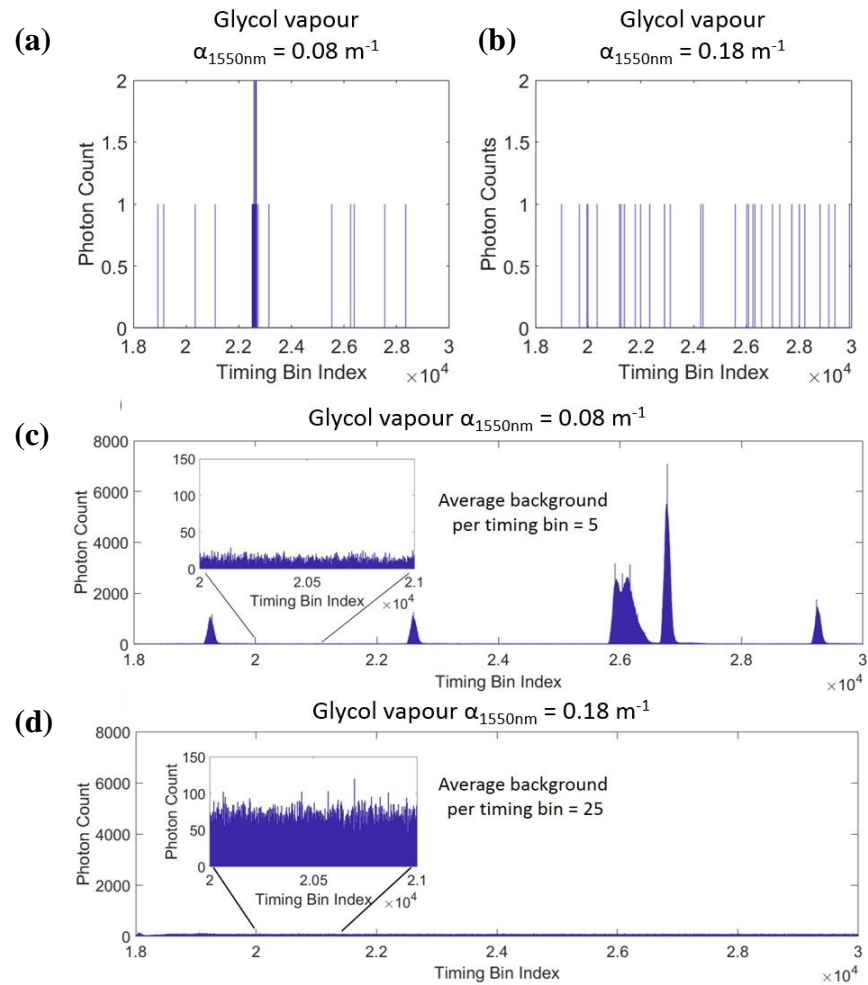 (a)
Glycol vapour
α1550nm = 0.08 m-1
Photon Count
2
1.5
1
0.5
0
1.8 2 2.2 2.4 2.6 2.8 3
Timing Bin Index
×10^4
(b)
Glycol vapour
α1550nm = 0.18 m-1
Photon Counts
2
1.5
1
0.5
0
1.8 2 2.2 2.4 2.6 2.8 3
Timing Bin Index
×10^4
(c)
Glycol vapour α1550nm = 0.08 m-1
Photon Count
8000
6000
4000
2000
0
150
100
50
0
2 2.05 2.1
Timing Bin Index
×10^4
Average background
per timing bin = 5
1.8 2 2.2 2.4 2.6 2.8 3
Timing Bin Index
×10^4
(d)
Glycol vapour α1550nm = 0.18 m-1
Photon Count
8000
6000
4000
2000
0
Photon Count
150
100
50
0
2 2.05 2.1
Timing Bin Index
×10^4
Average background
per timing bin = 25
1.8 2 2.2 2.4 2.6 2.8 3
Timing Bin Index
×10^4